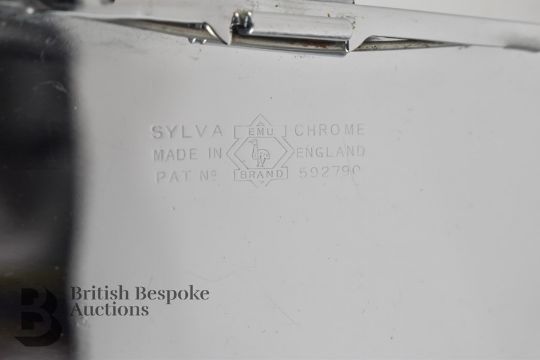 SYLVA EMU CHROME
MADE IN ENGLAND
PAT Nº BRAND 592790
British Bespoke
Auctions